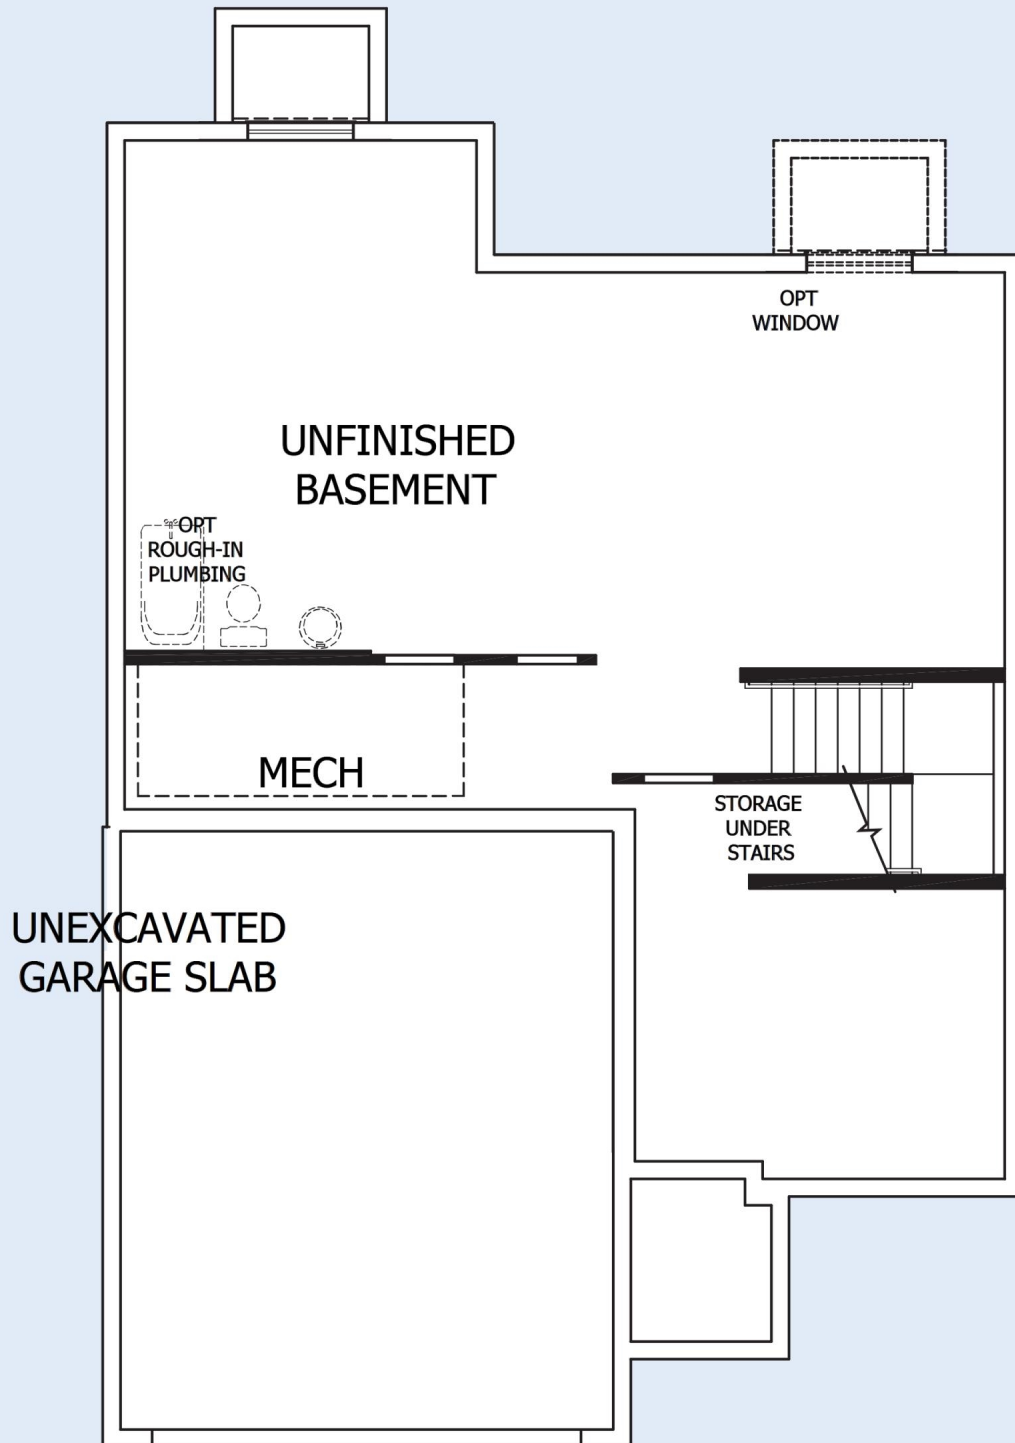 OPT
WINDOW
UNFINISHED
BASEMENT
OPT
ROUGH-IN
PLUMBING
MECH
STORAGE
UNDER
STAIRS
UNEXCAVATED
GARAGE SLAB